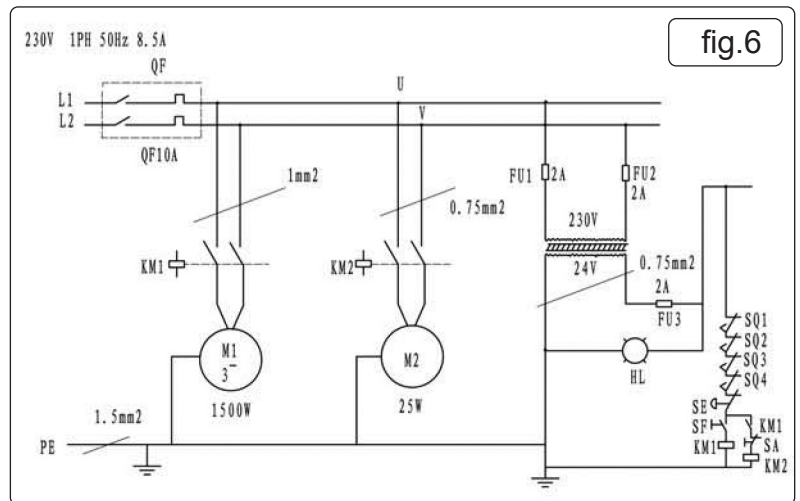 fig.6
230V 1PH 50Hz 8.5A
QF
L1
U
L2
V
QF10A
1mm2
FU1
2A
FU2
2A
0.75mm2
230V
KM1
KM2
24V
0.75mm2
2A
FU3
SQ1
SQ2
M1
3~
M2
HL
SQ3
SQ4
1500W
25W
SE
1.5mm2
SF
KM1
PE
KM1
SA
KM2